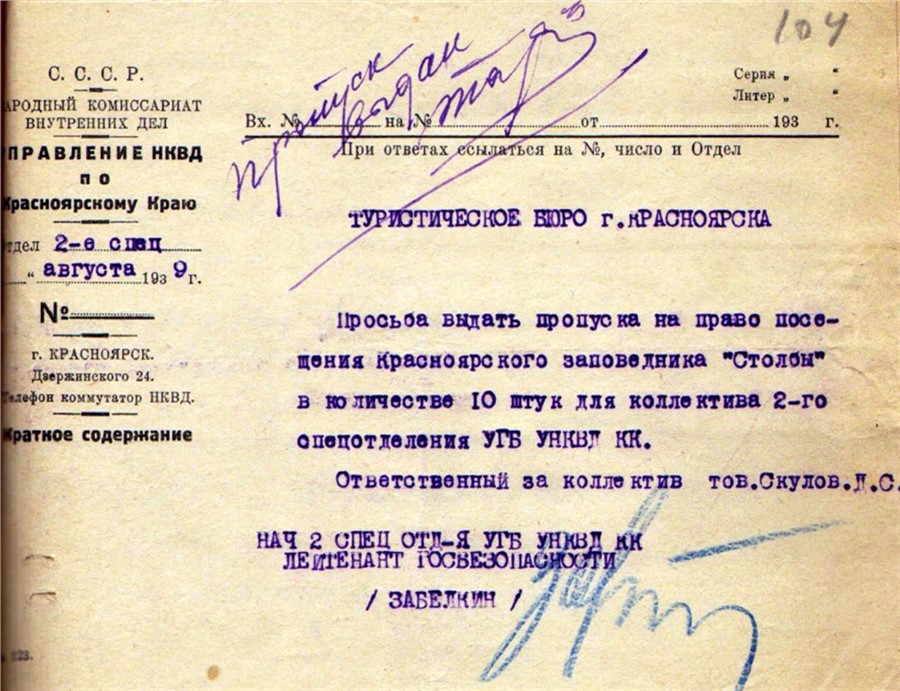 104
С. С. С. Р.
АРОДНЫЙ КОМИССАРИАТ
ВНУТРЕННИХ ДЕЛ
ПРАВЛЕНИЕ НКВД
по
Красноярскому Краю
тдел 2-е спец
„ “ августа 1939 г.
№
г. КРАСНОЯРСК.
Дзержинского 24.
Телефон коммутатор НКВД.
Краткое содержание
Серия „ “
Литер „ “
Пропуск
выдан
Вх. № на № от 193 г.
При ответах ссылаться на №, число и Отдел
ТУРИСТИЧЕСКОЕ БЮРО г.КРАСНОЯРСКА
Просьба выдать пропуска на право посе-
щения Красноярского заповедника "Столбы"
в количестве 10 штук для коллектива 2-го
спецотделения УГБ УНКВД КК.
Ответственный за коллектив тов.Скулов.Д.С.
НАЧ 2 СПЕЦ ОТД-Я УГБ УНКВД КК
ЛЕЙТЕНАНТ ГОСБЕЗОПАСНОСТИ
/ ЗАБЕЛКИН /